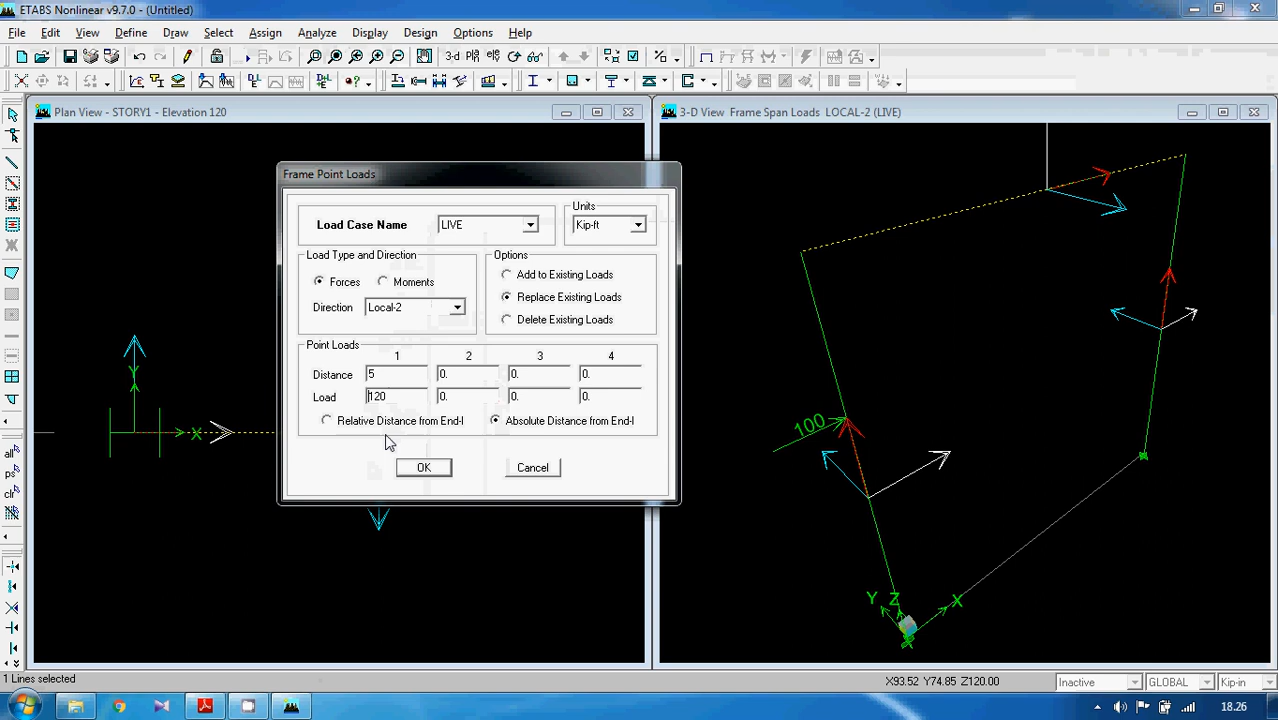 ETABS Nonlinear v9.7.0 - (Untitled)
File Edit View Define Draw Select Assign Analyze Display Design Options Help
3-d
Plan View - STORY1 - Elevation 120
3-D View Frame Span Loads LOCAL-2 (LIVE)
Frame Point Loads
Load Case Name LIVE
Units
Kip-ft
Load Type and Direction
Forces Moments
Direction Local-2
Options
Add to Existing Loads
Replace Existing Loads
Delete Existing Loads
Point Loads
1 2 3 4
Distance 5 0. 0. 0.
Load 120 0. 0. 0.
Relative Distance from End-I Absolute Distance from End-I
OK Cancel
Y
X
100
Y Z X
all
ps
clr
1 Lines selected
X93.52 Y74.85 Z120.00 Inactive GLOBAL Kip-in
18.26